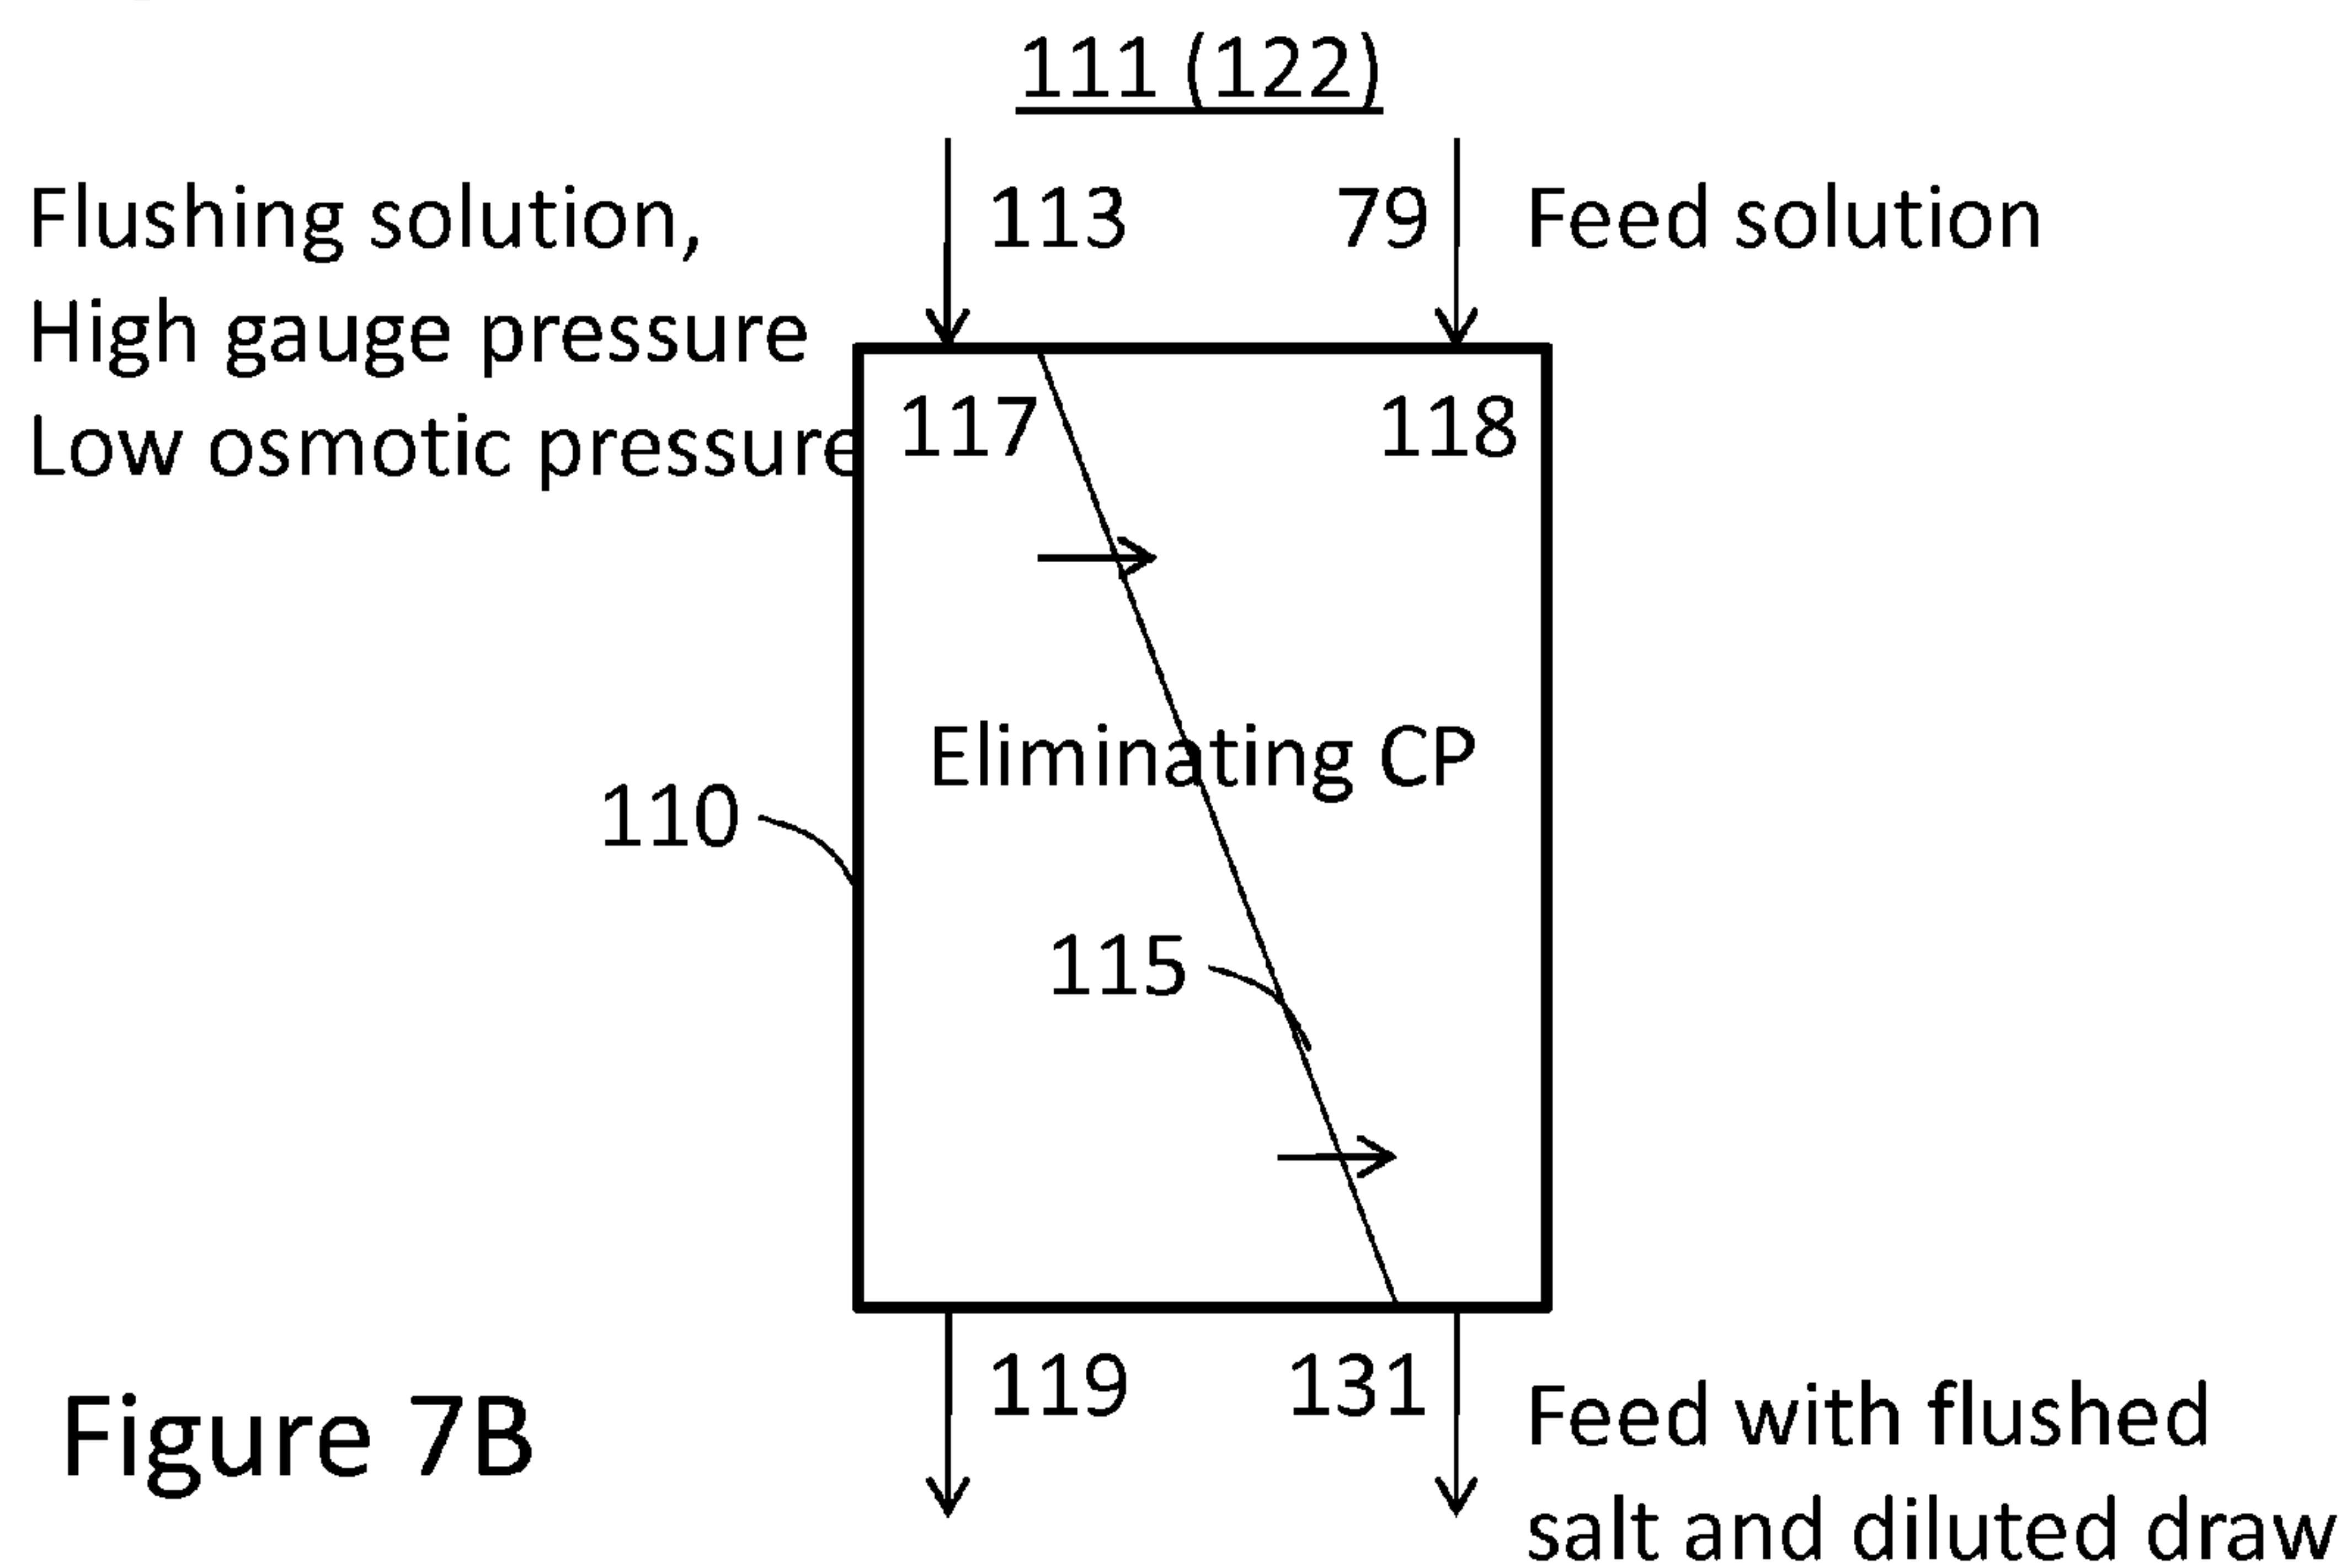 111 (122)
113
79
Flushing solution,
High gauge pressure
Low osmotic pressure
Feed solution
117
118
Eliminating CP
110
115
119
131
Figure 7B
Feed with flushed
salt and diluted draw